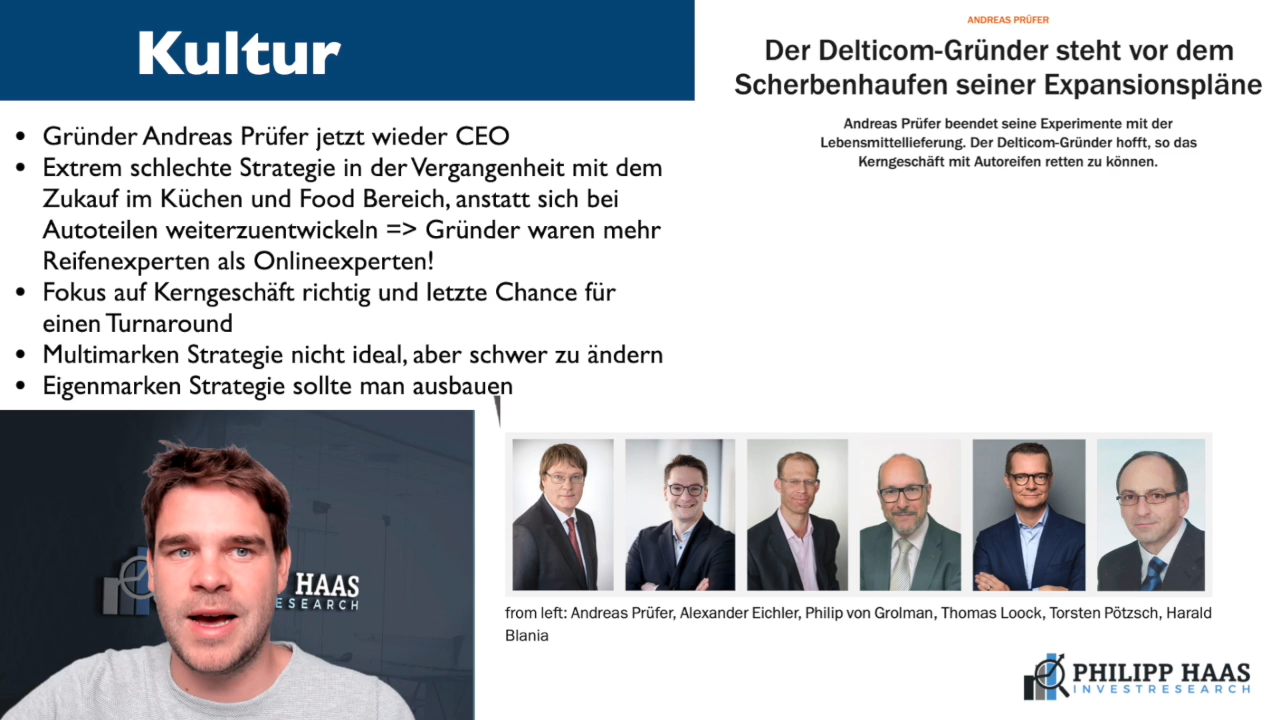 Kultur
• Gründer Andreas Prüfer jetzt wieder CEO
• Extrem schlechte Strategie in der Vergangenheit mit dem
Zukauf im Küchen und Food Bereich, anstatt sich bei
Autoteilen weiterzuentwickeln => Gründer waren mehr
Reifenexperten als Onlineexperten!
• Fokus auf Kerngeschäft richtig und letzte Chance für
einen Turnaround
• Multimarken Strategie nicht ideal, aber schwer zu ändern
• Eigenmarken Strategie sollte man ausbauen
ANDREAS PRÜFER
Der Delticom-Gründer steht vor dem
Scherbenhaufen seiner Expansionspläne
Andreas Prüfer beendet seine Experimente mit der
Lebensmittellieferung. Der Delticom-Gründer hofft, so das
Kerngeschäft mit Autoreifen retten zu können.
HAAS
ESEARCH
from left: Andreas Prüfer, Alexander Eichler, Philip von Grolman, Thomas Loock, Torsten Pötzsch, Harald
Blania
PHILIPP HAAS
INVESTRESEARCH